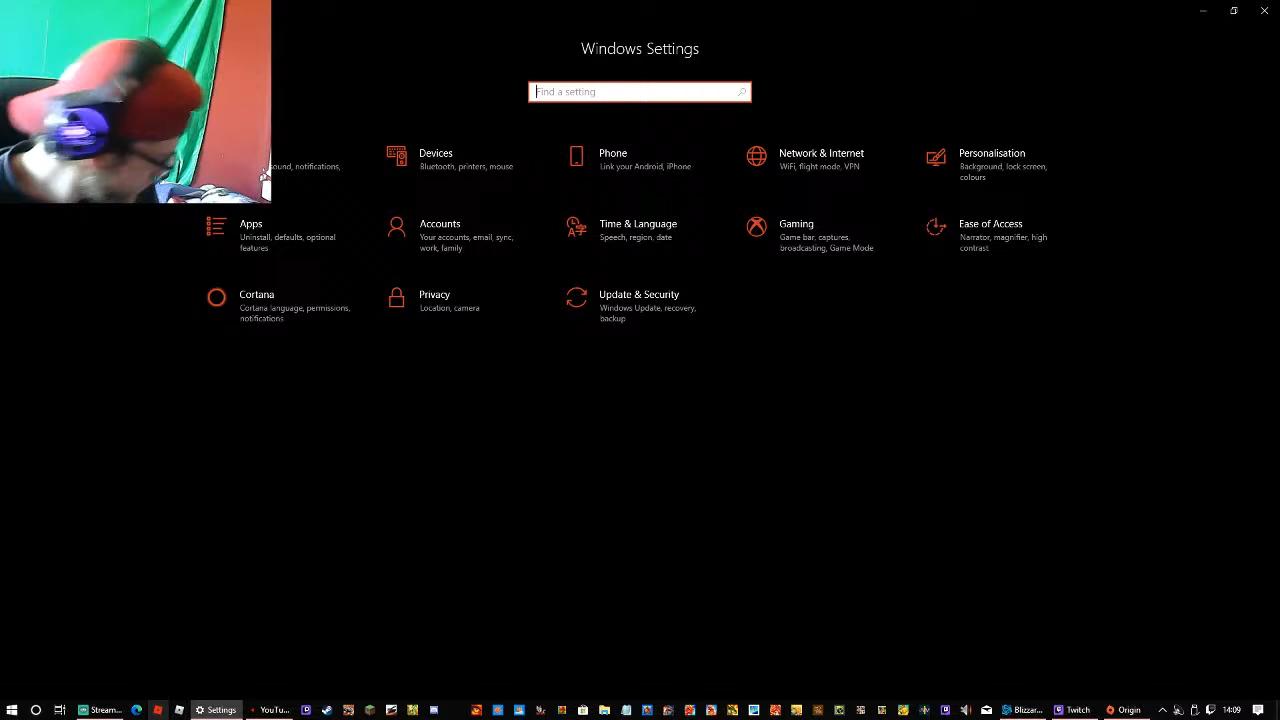 Windows Settings
Find a setting
sound, notifications,
Devices
Bluetooth, printers, mouse
Phone
Link your Android, iPhone
Network & Internet
WiFi, flight mode, VPN
Personalisation
Background, lock screen,
colours
Apps
Uninstall, defaults, optional
features
Accounts
Your accounts, email, sync,
work, family
Time & Language
Speech, region, date
Gaming
Game bar, captures,
broadcasting, Game Mode
Ease of Access
Narrator, magnifier, high
contrast
Cortana
Cortana language, permissions,
notifications
Privacy
Location, camera
Update & Security
Windows Update, recovery,
backup
Stream... Settings YouTu... Blizzar... Twitch Origin 14:09